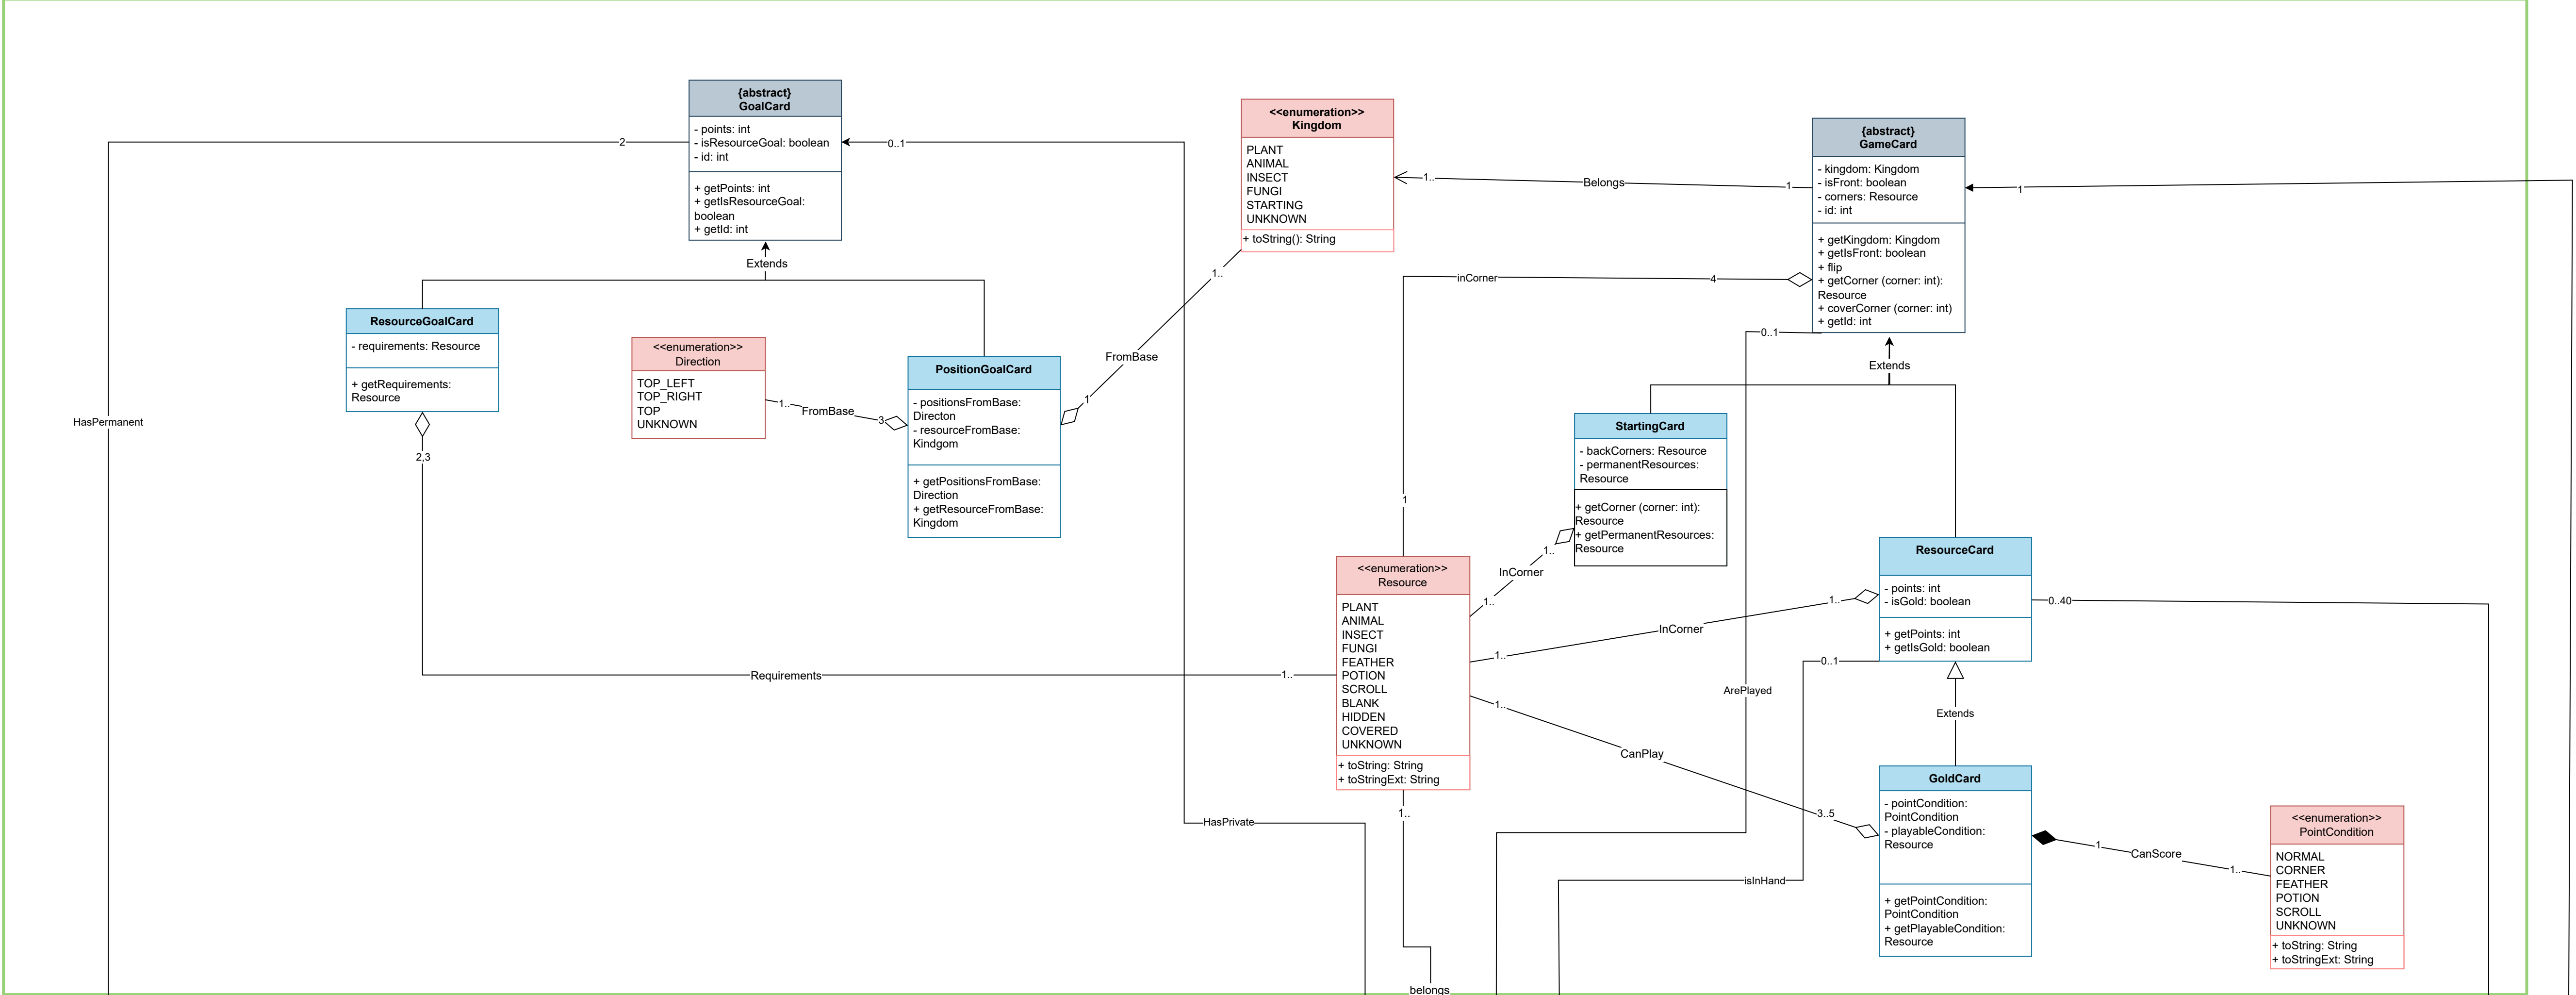 {abstract}
GoalCard
- points: int
- isResourceGoal: boolean
- id: int
+ getPoints: int
+ getIsResourceGoal:
boolean
+ getId: int
2
0..1
HasPermanent
Extends
<<enumeration>>
Kingdom
PLANT
ANIMAL
INSECT
FUNGI
STARTING
UNKNOWN
+ toString(): String
1..
Belongs
1
{abstract}
GameCard
- kingdom: Kingdom
- isFront: boolean
- corners: Resource
- id: int
+ getKingdom: Kingdom
+ getIsFront: boolean
+ flip
+ getCorner (corner: int):
Resource
+ coverCorner (corner: int)
+ getId: int
1
inCorner
4
1
0..1
Extends
ResourceGoalCard
- requirements: Resource
+ getRequirements:
Resource
2,3
Requirements
1..
<<enumeration>>
Direction
TOP_LEFT
TOP_RIGHT
TOP
UNKNOWN
1..
FromBase
3
PositionGoalCard
- positionsFromBase:
Directon
- resourceFromBase:
Kindgom
+ getPositionsFromBase:
Direction
+ getResourceFromBase:
Kingdom
1..
FromBase
1
StartingCard
- backCorners: Resource
- permanentResources:
Resource
+ getCorner (corner: int):
Resource
+ getPermanentResources:
Resource
1..
InCorner
1..
<<enumeration>>
Resource
PLANT
ANIMAL
INSECT
FUNGI
FEATHER
POTION
SCROLL
BLANK
HIDDEN
COVERED
UNKNOWN
+ toString: String
+ toStringExt: String
1..
InCorner
1..
ResourceCard
- points: int
- isGold: boolean
+ getPoints: int
+ getIsGold: boolean
0..40
0..1
ArePlayed
Extends
1..
CanPlay
3..5
GoldCard
- pointCondition:
PointCondition
- playableCondition:
Resource
+ getPointCondition:
PointCondition
+ getPlayableCondition:
Resource
1
CanScore
1..
<<enumeration>>
PointCondition
NORMAL
CORNER
FEATHER
POTION
SCROLL
UNKNOWN
+ toString: String
+ toStringExt: String
HasPrivate
1..
isInHand
belongs